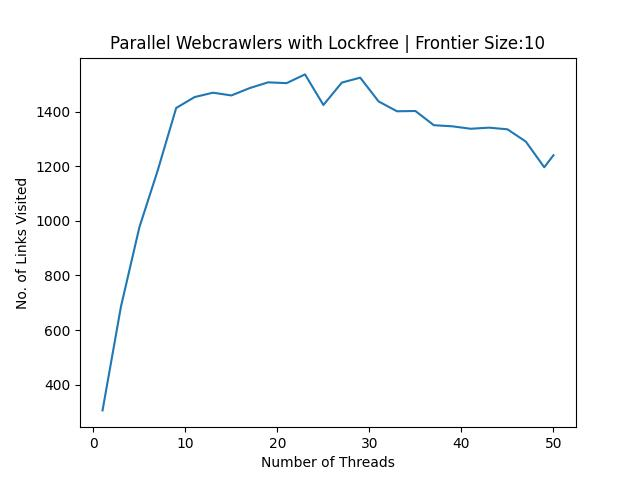 Parallel Webcrawlers with Lockfree | Frontier Size:10
1400
1200
1000
800
600
400
No. of Links Visited
0 10 20 30 40 50
Number of Threads